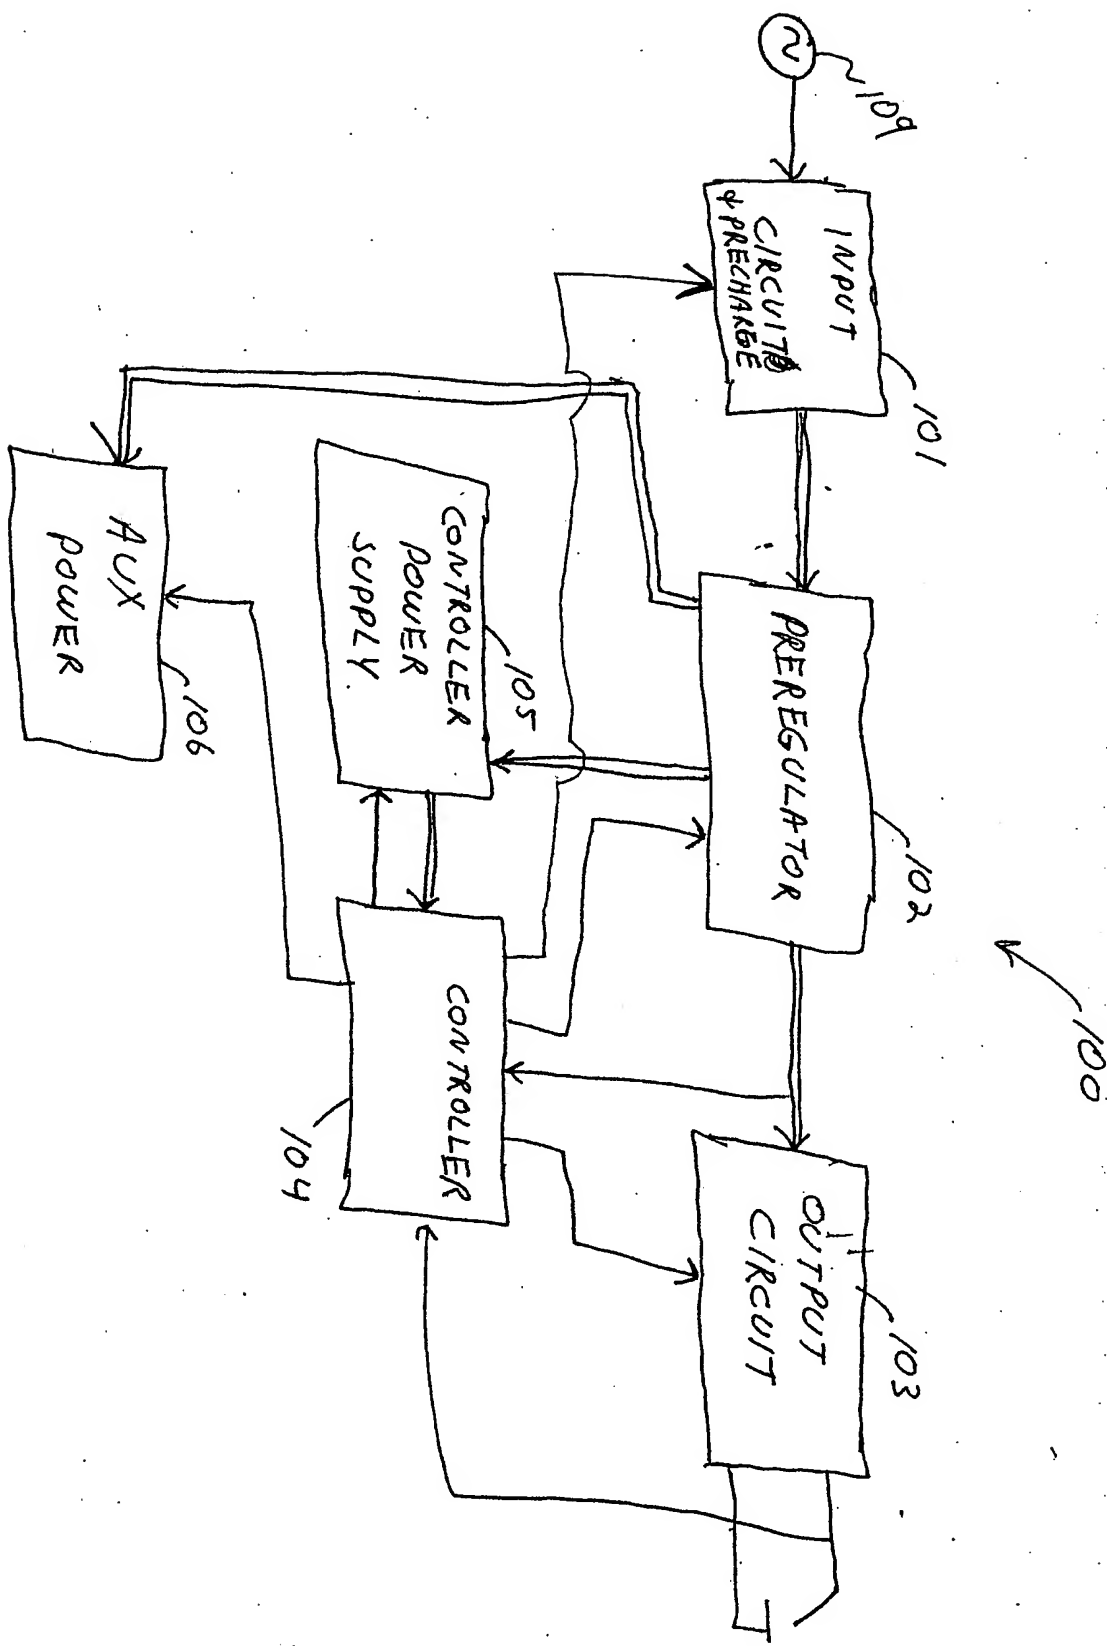 100
109
INPUT
CIRCUIT
& PRECHARGE
101
PREREGULATOR
102
OUTPUT
CIRCUIT
103
CONTROLLER
POWER
SUPPLY
105
CONTROLLER
104
AUX
POWER
106